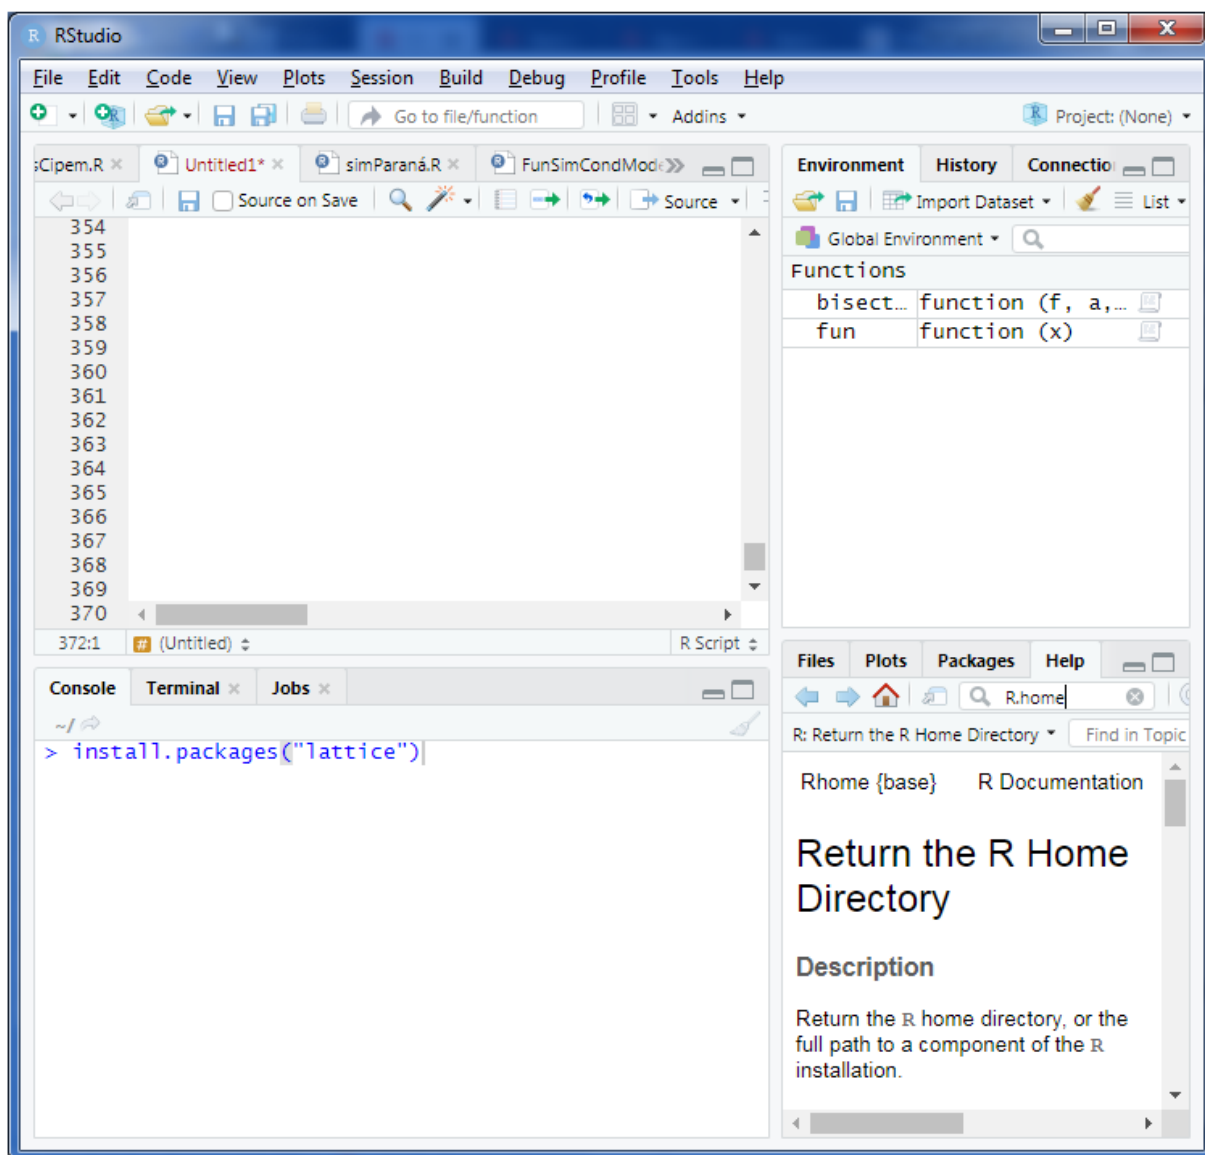 R RStudio
File Edit Code View Plots Session Build Debug Profile Tools Help
Go to file/function Addins Project: (None)
sCipem.R Untitled1* simParaná.R FunSimCondMode
Source on Save Source
354
355
356
357
358
359
360
361
362
363
364
365
366
367
368
369
370
372:1 # (Untitled) R Script
Console Terminal Jobs
~/
> install.packages("lattice")
Environment History Connectio
Import Dataset List
Global Environment
Functions
bisect… function (f, a,…
fun function (x)
Files Plots Packages Help
R.home
R: Return the R Home Directory Find in Topic
Rhome {base} R Documentation
Return the R Home
Directory
Description
Return the R home directory, or the
full path to a component of the R
installation.